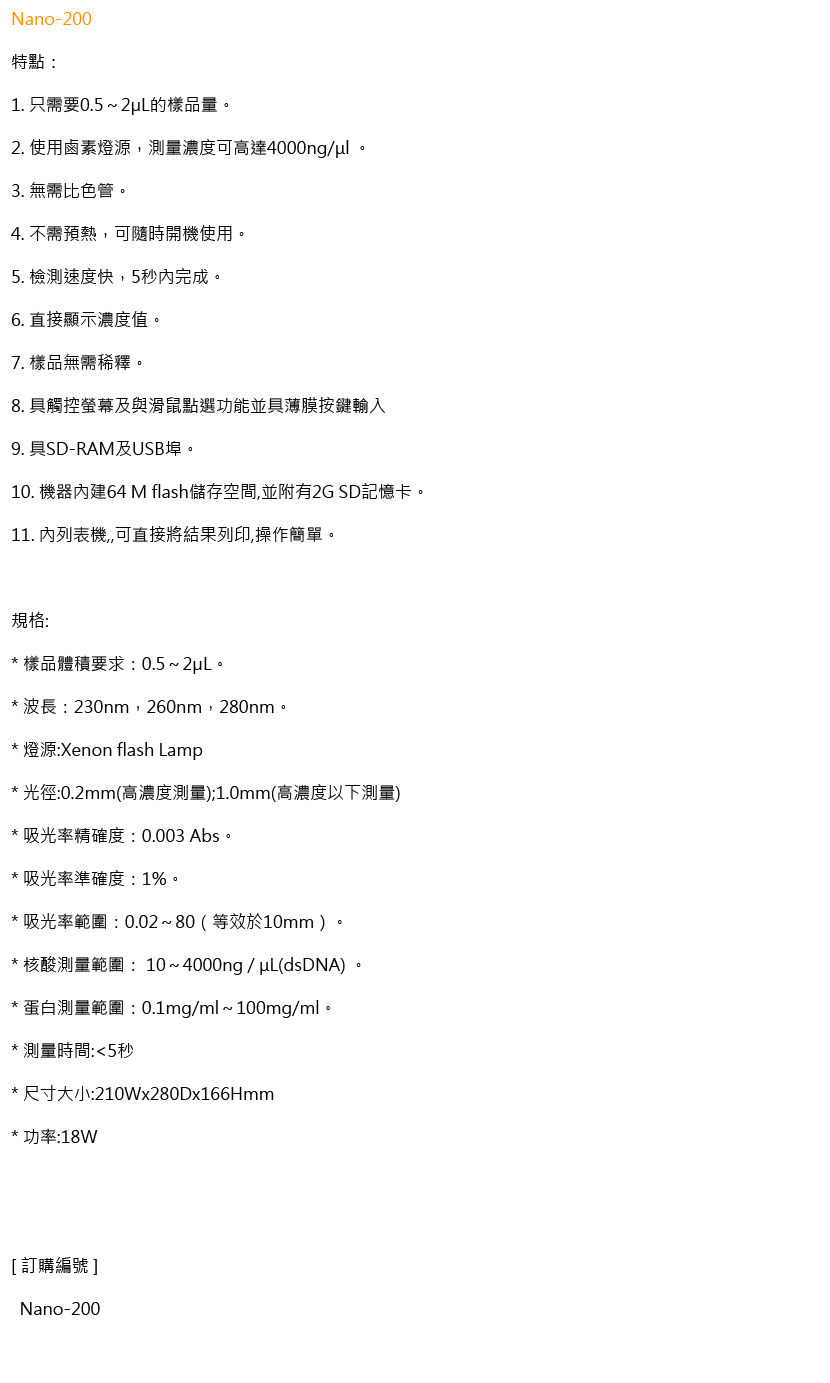 Nano-200
特點：
1. 只需要0.5～2μL的樣品量。
2. 使用鹵素燈源，測量濃度可高達4000ng/μl 。
3. 無需比色管。
4. 不需預熱，可隨時開機使用。
5. 檢測速度快，5秒內完成。
6. 直接顯示濃度值。
7. 樣品無需稀釋。
8. 具觸控螢幕及與滑鼠點選功能並具薄膜按鍵輸入
9. 具SD-RAM及USB埠。
10. 機器內建64 M flash儲存空間,並附有2G SD記憶卡。
11. 內列表機,,可直接將結果列印,操作簡單。
規格:
* 樣品體積要求：0.5～2μL。
* 波長：230nm，260nm，280nm。
* 燈源:Xenon flash Lamp
* 光徑:0.2mm(高濃度測量);1.0mm(高濃度以下測量)
* 吸光率精確度：0.003 Abs。
* 吸光率準確度：1%。
* 吸光率範圍：0.02～80（等效於10mm）。
* 核酸測量範圍： 10～4000ng / μL(dsDNA) 。
* 蛋白測量範圍：0.1mg/ml～100mg/ml。
* 測量時間:<5秒
* 尺寸大小:210Wx280Dx166Hmm
* 功率:18W
[ 訂購編號 ]
Nano-200